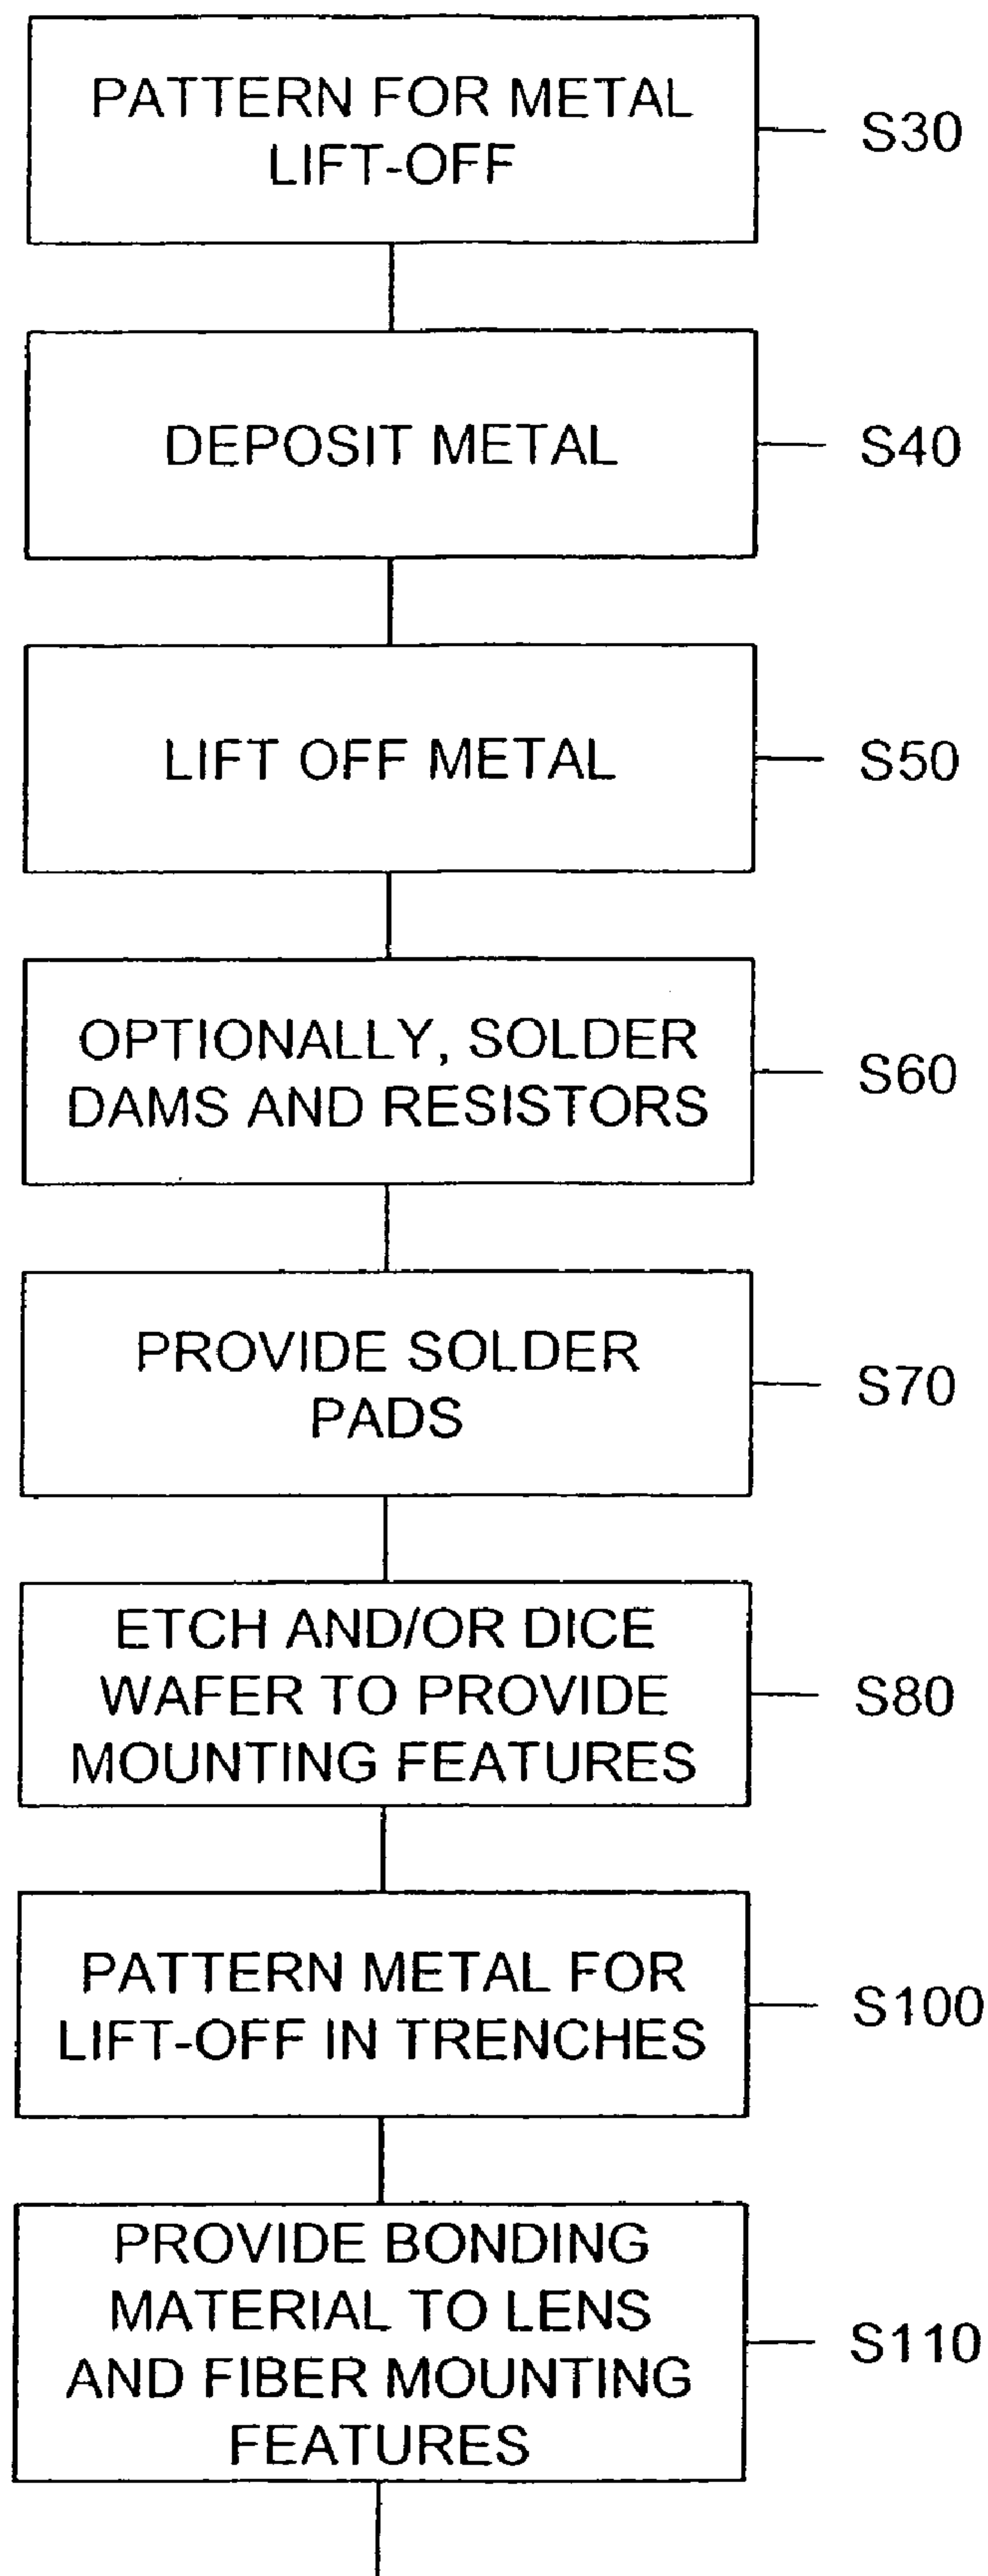 PATTERN FOR METAL
LIFT-OFF
S30
DEPOSIT METAL
S40
LIFT OFF METAL
S50
OPTIONALLY, SOLDER
DAMS AND RESISTORS
S60
PROVIDE SOLDER
PADS
S70
ETCH AND/OR DICE
WAFER TO PROVIDE
MOUNTING FEATURES
S80
PATTERN METAL FOR
LIFT-OFF IN TRENCHES
S100
PROVIDE BONDING
MATERIAL TO LENS
AND FIBER MOUNTING
FEATURES
S110